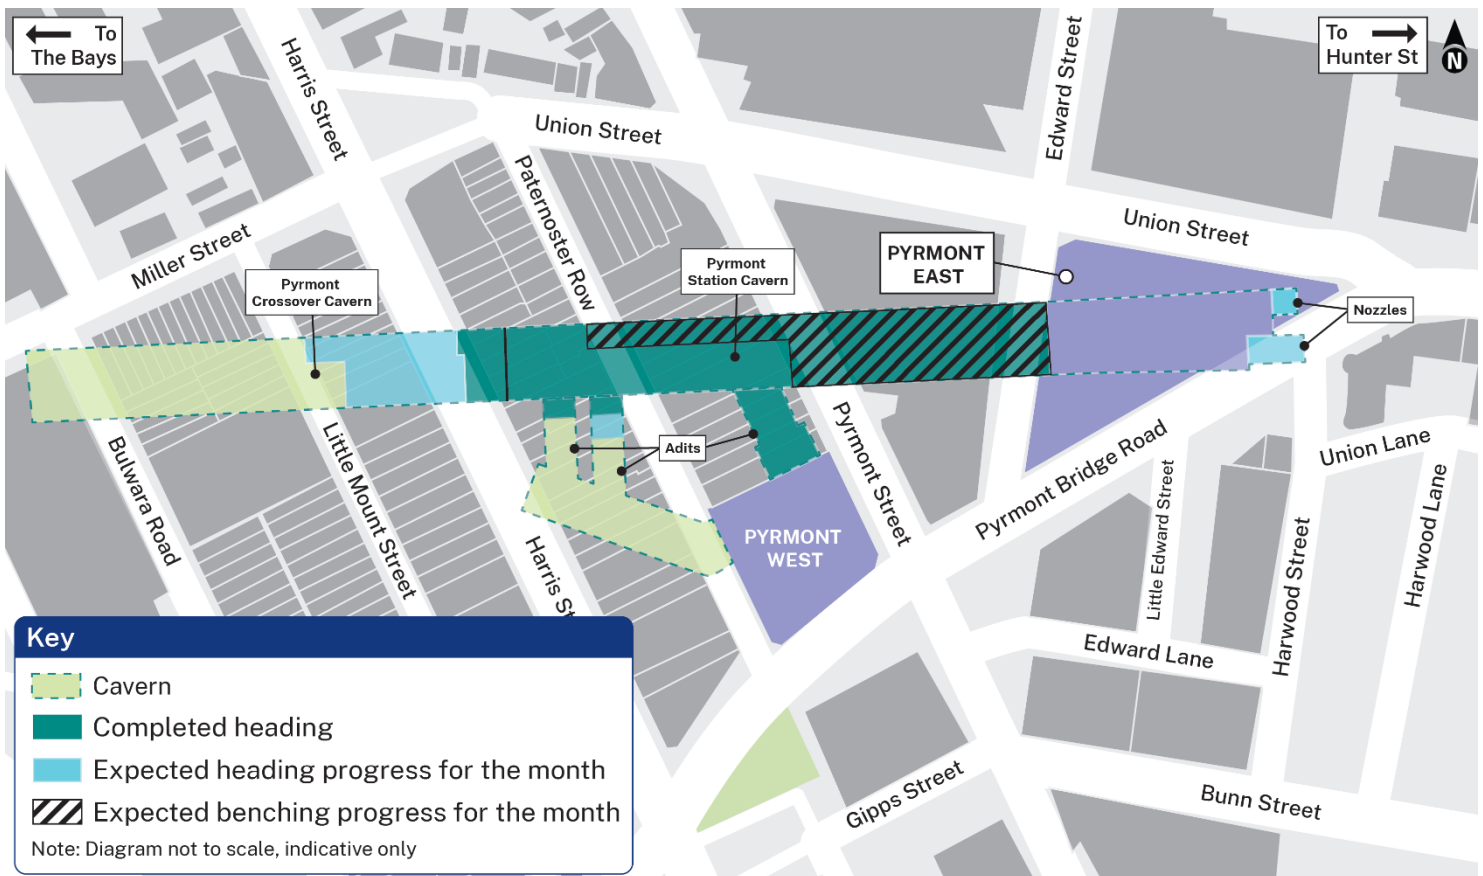 To
The Bays
To
Hunter St
N
Harris Street
Union Street
Edward Street
Paternoster Row
Union Street
Miller Street
PYRMONT
EAST
Pyrmont
Station Cavern
Pyrmont
Crossover Cavern
Nozzles
Bulwara Road
Little Mount Street
Adits
Pyrmont Street
Pyrmont Bridge Road
Union Lane
Little Edward Street
Harwood Street
Harwood Lane
PYRMONT
WEST
Harris St
Edward Lane
Gipps Street
Bunn Street
Key
Cavern
Completed heading
Expected heading progress for the month
Expected benching progress for the month
Note: Diagram not to scale, indicative only